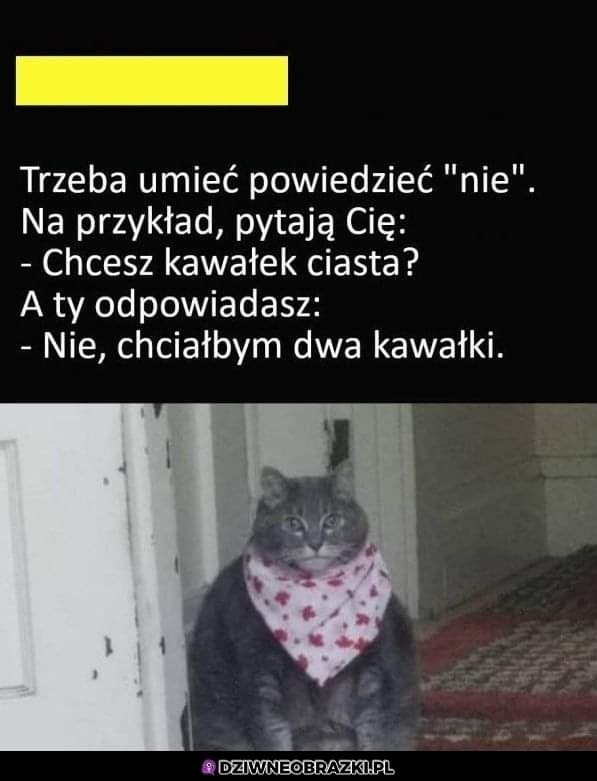 Trzeba umieć powiedzieć "nie".
Na przykład, pytają Cię:
- Chcesz kawałek ciasta?
A ty odpowiadasz:
- Nie, chciałbym dwa kawałki.
DZIWNEOBRAZKI.PL